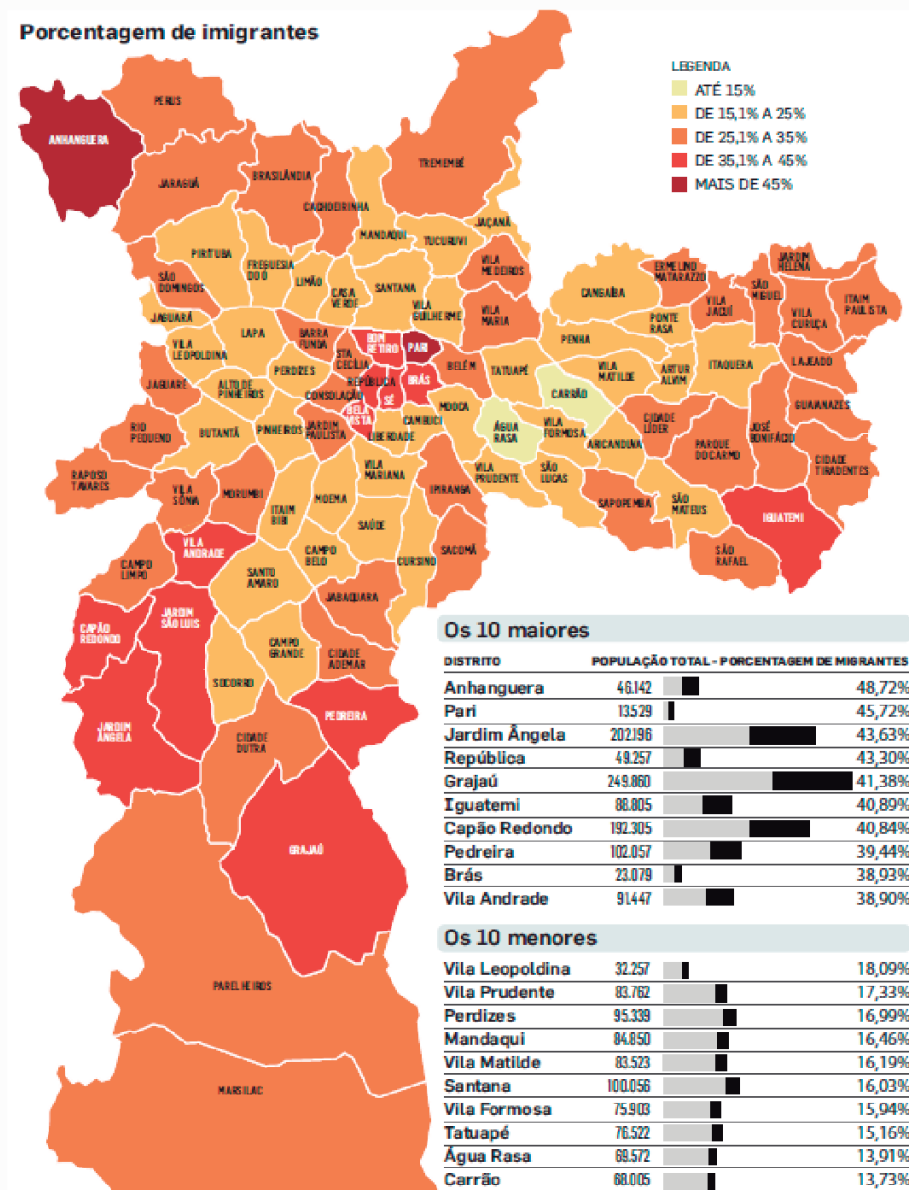 Porcentagem de imigrantes
LEGENDA
ATÉ 15%
DE 15,1% A 25%
DE 25,1% A 35%
DE 35,1% A 45%
MAIS DE 45%
PERUS
ANHANGUERA
TREMEMBÉ
JARAGUÁ
BRASILÂNDIA
CACHOEIRINHA
MANDAQUI
JAÇANÃ
TUCURUVI
PIRITUBA
FREGUESIA
DO Ó
LIMÃO
CASA
VERDE
SANTANA
VILA
MEDEIROS
SÃO
DOMINGOS
VILA
GUILHERME
VILA
MARIA
CANGAÍBA
ERMELINO
MATARAZZO
JARDIM
HELENA
SÃO
MIGUEL
ITAIM
PAULISTA
VILA
JACUÍ
VILA
CURUÇA
JAGUARÁ
LAPA
VILA
LEOPOLDINA
BARRA
FUNDA
BOM
RETIRO
PARI
STA
CECÍLIA
PERDIZES
BELÉM
TATUAPÉ
PENHA
PONTE
RASA
VILA
MATILDE
ARTUR
ALVIM
ITAQUERA
LAJEADO
JAGUARÉ
ALTO DE
PINHEIROS
REPÚBLICA
BRÁS
CONSOLAÇÃO
SÉ
CARRÃO
GUAIANAZES
RIO
PEQUENO
BUTANTÃ
PINHEIROS
JARDIM
PAULISTA
BELA
VISTA
LIBERDADE
CAMBUCI
MOOCA
ÁGUA
RASA
VILA
FORMOSA
ARICANDUVA
CIDADE
LÍDER
PARQUE
DO CARMO
JOSÉ
BONIFÁCIO
CIDADE
TIRADENTES
RAPOSO
TAVARES
VILA
SÔNIA
MORUMBI
ITAIM
BIBI
MOEMA
VILA
MARIANA
IPIRANGA
VILA
PRUDENTE
SÃO
LUCAS
SAPOPEMBA
SÃO
MATEUS
IGUATEMI
SÃO
RAFAEL
SAÚDE
CAMPO
LIMPO
VILA
ANDRADE
SANTO
AMARO
CAMPO
BELO
CURSINO
SACOMÃ
JABAQUARA
CAPÃO
REDONDO
JARDIM
SÃO LUIS
SOCORRO
CAMPO
GRANDE
CIDADE
ADEMAR
JARDIM
ÂNGELA
CIDADE
DUTRA
PEDREIRA
GRAJAÚ
PARELHEIROS
MARSILAC
Os 10 maiores
DISTRITO POPULAÇÃO TOTAL - PORCENTAGEM DE MIGRANTES
Anhanguera 46.142 48,72%
Pari 13.529 45,72%
Jardim Ângela 202.196 43,63%
República 49.257 43,30%
Grajaú 249.860 41,38%
Iguatemi 88.805 40,89%
Capão Redondo 192.305 40,84%
Pedreira 102.057 39,44%
Brás 23.079 38,93%
Vila Andrade 91.447 38,90%
Os 10 menores
Vila Leopoldina 32.257 18,09%
Vila Prudente 83.762 17,33%
Perdizes 95.339 16,99%
Mandaqui 84.850 16,46%
Vila Matilde 83.523 16,19%
Santana 100.056 16,03%
Vila Formosa 75.903 15,94%
Tatuapé 76.522 15,16%
Água Rasa 69.572 13,91%
Carrão 68.005 13,73%